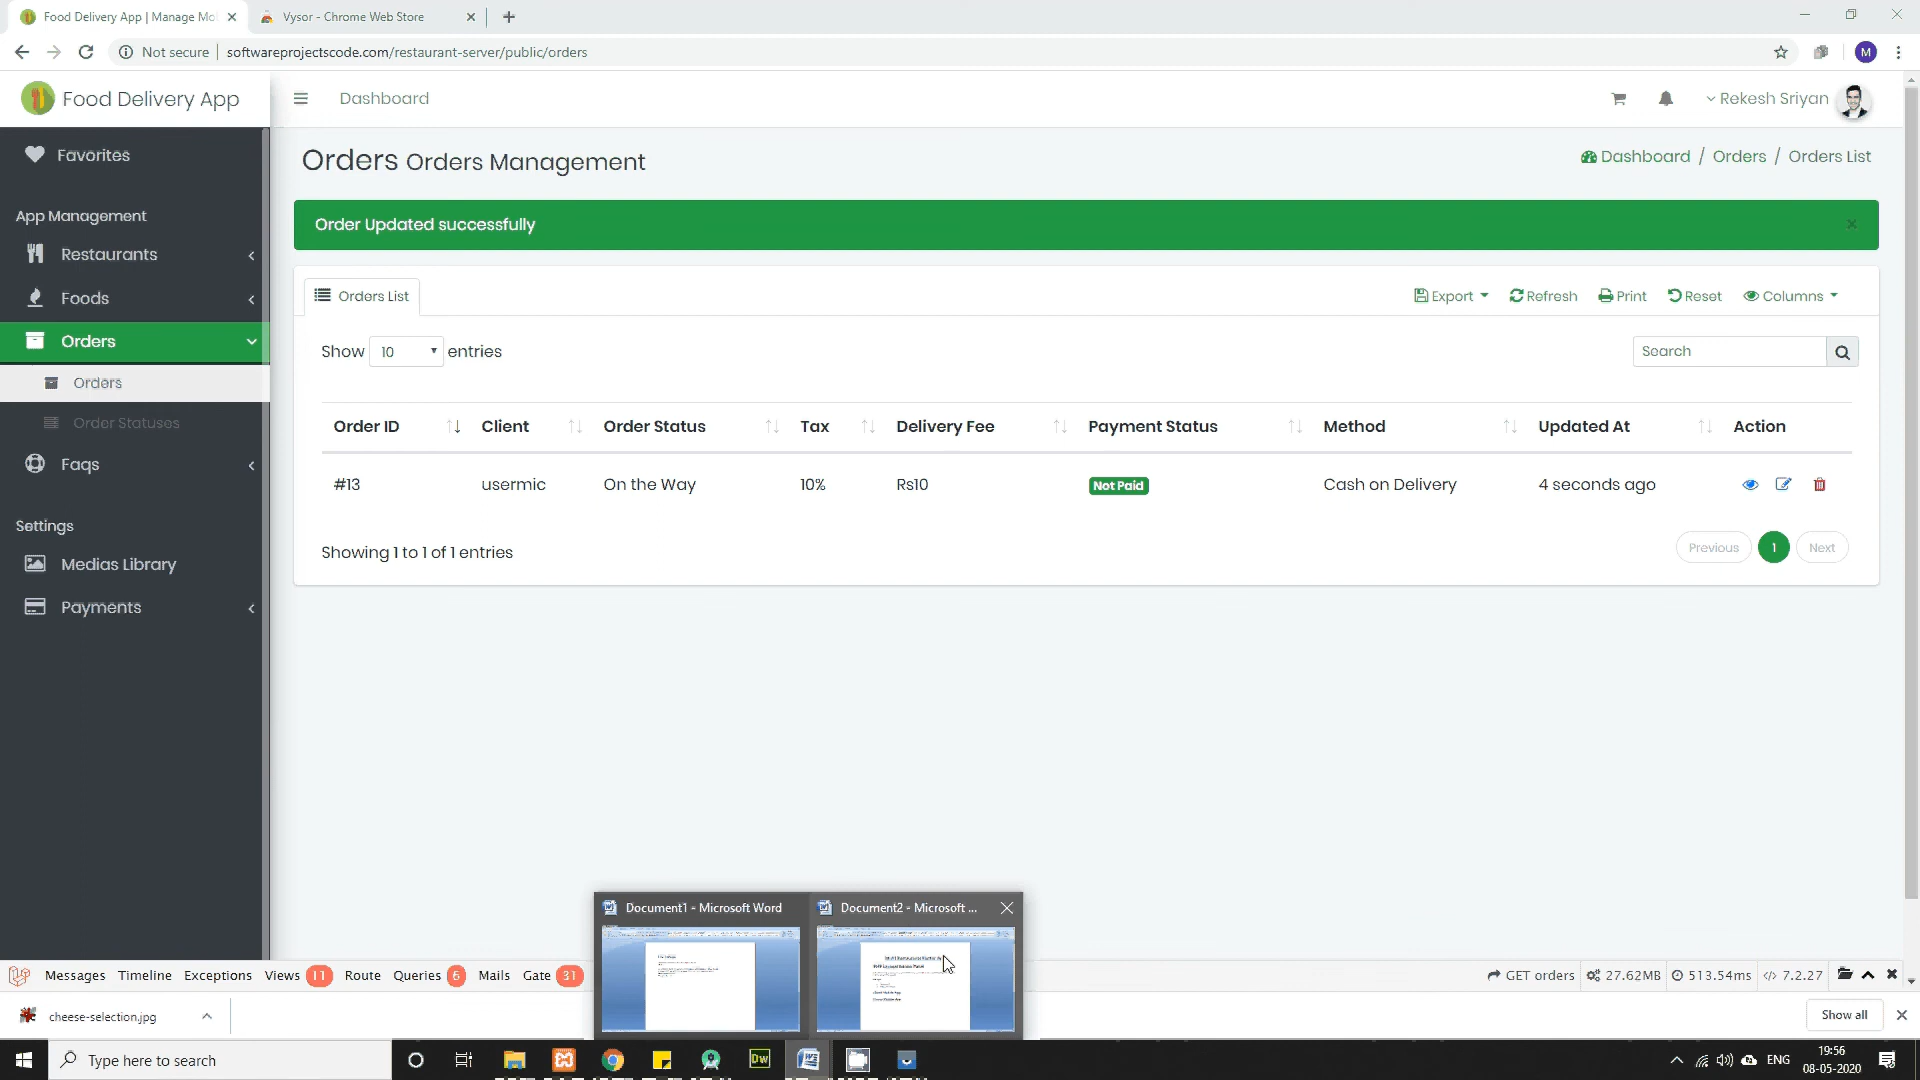 Food Delivery App | Manage Mo
Vysor - Chrome Web Store
Not secure
softwareprojectscode.com/restaurant-server/public/orders
M
Food Delivery App
Dashboard
Rekesh Sriyan
Favorites
App Management
Restaurants
Foods
Orders
Orders
Order Statuses
Faqs
Settings
Medias Library
Payments
Orders Orders Management
Dashboard / Orders / Orders List
Order Updated successfully
×
Orders List
Export
Refresh
Print
Reset
Columns
Show 10 entries
Search
Order ID Client Order Status Tax Delivery Fee Payment Status Method Updated At Action
#13 usermic On the Way 10% Rs10 Not Paid Cash on Delivery 4 seconds ago
Showing 1 to 1 of 1 entries
Previous 1 Next
Document1 - Microsoft Word
Document2 - Microsoft ...
Messages Timeline Exceptions Views 11 Route Queries 6 Mails Gate 31
GET orders 27.62MB 513.54ms 7.2.27
cheese-selection.jpg
Show all
Type here to search
Dw
ENG
19:56
08-05-2020